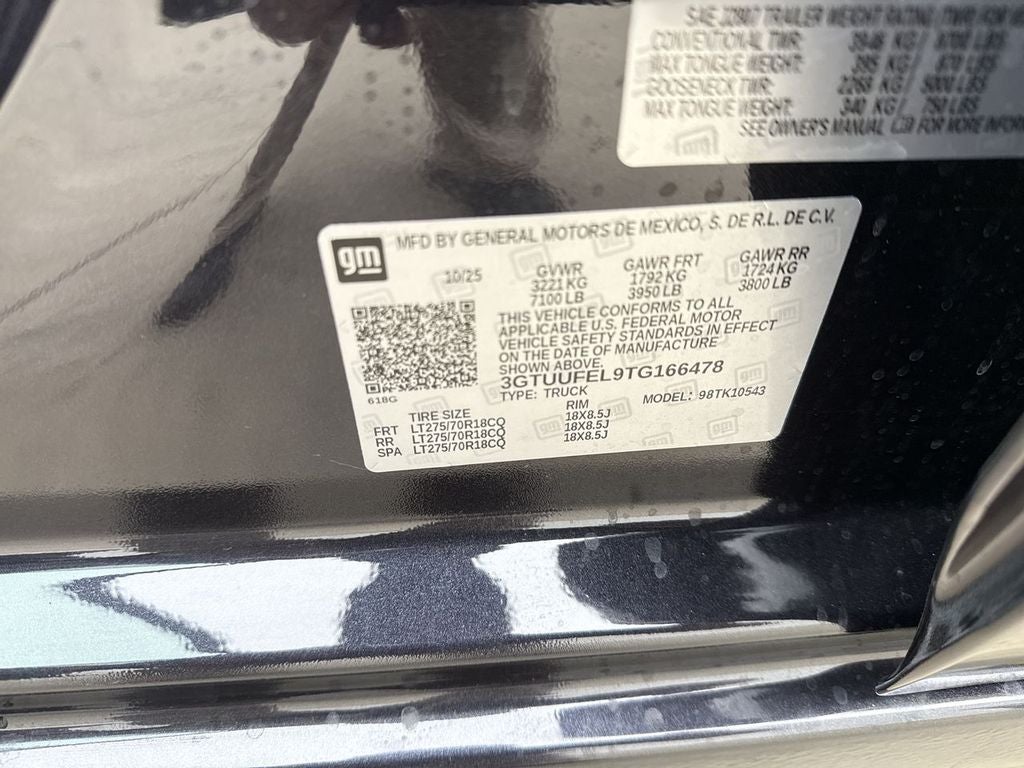 SAE J2807 TRAILER WEIGHT RATING (TWR) FOR
CONVENTIONAL TWR: KG / LBS
MAX TONGUE WEIGHT: 395 KG / 870 LBS
GOOSENECK TWR: 2268 KG / 5000 LBS
MAX TONGUE WEIGHT: 340 KG / 750 LBS
SEE OWNER'S MANUAL FOR MORE
gm MFD BY GENERAL MOTORS DE MEXICO, S. DE R.L. DE C.V.
10/25 GVWR GAWR FRT GAWR RR
3221 KG 1792 KG 1724 KG
7100 LB 3950 LB 3800 LB
THIS VEHICLE CONFORMS TO ALL
APPLICABLE U.S. FEDERAL MOTOR
VEHICLE SAFETY STANDARDS IN EFFECT
ON THE DATE OF MANUFACTURE
SHOWN ABOVE.
3GTUUFEL9TG166478
618G TYPE: TRUCK MODEL: 98TK10543
TIRE SIZE RIM
FRT LT275/70R18CQ 18X8.5J
RR LT275/70R18CQ 18X8.5J
SPA LT275/70R18CQ 18X8.5J